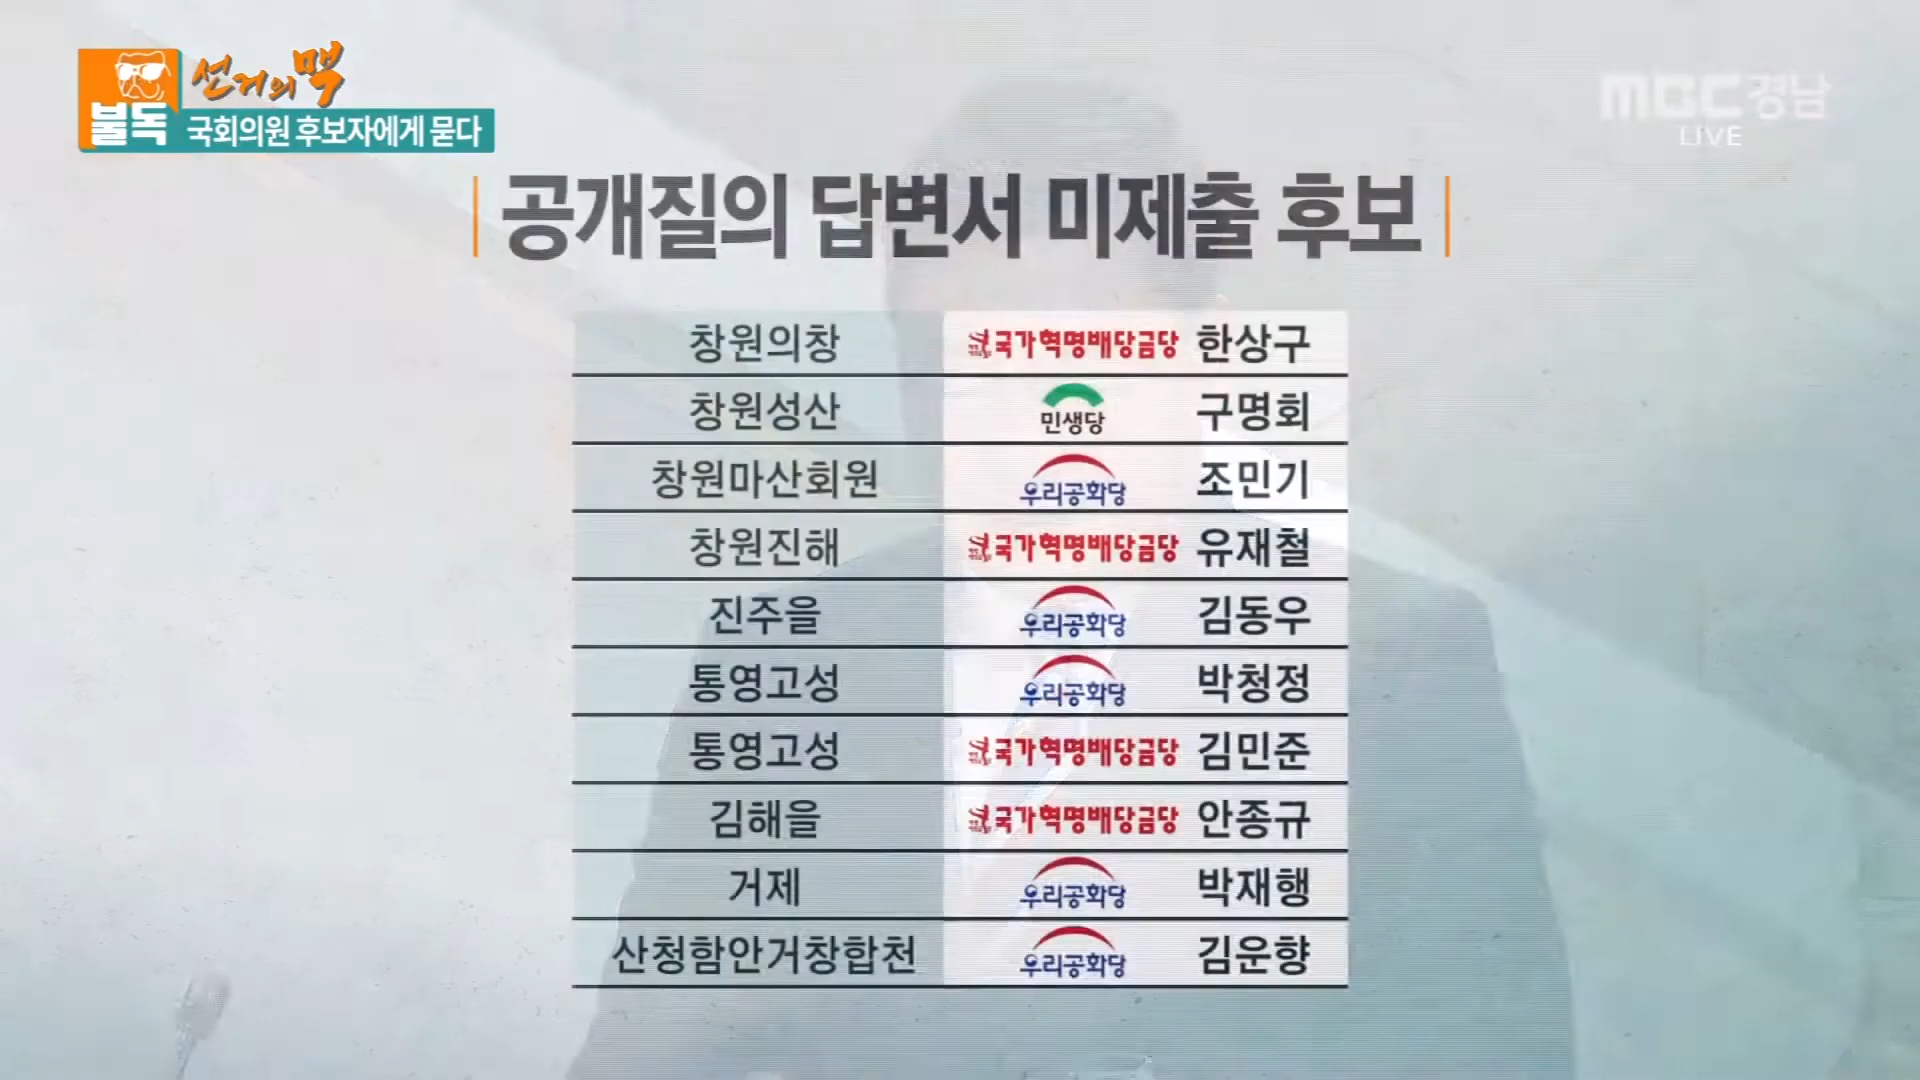 선거의 맥
불독
국회의원 후보자에게 묻다
MBC경남
LIVE
공개질의 답변서 미제출 후보
창원의창 국가혁명배당금당 한상구
창원성산 민생당 구명회
창원마산회원 우리공화당 조민기
창원진해 국가혁명배당금당 유재철
진주을 우리공화당 김동우
통영고성 우리공화당 박청정
통영고성 국가혁명배당금당 김민준
김해을 국가혁명배당금당 안종규
거제 우리공화당 박재행
산청함안거창합천 우리공화당 김운향